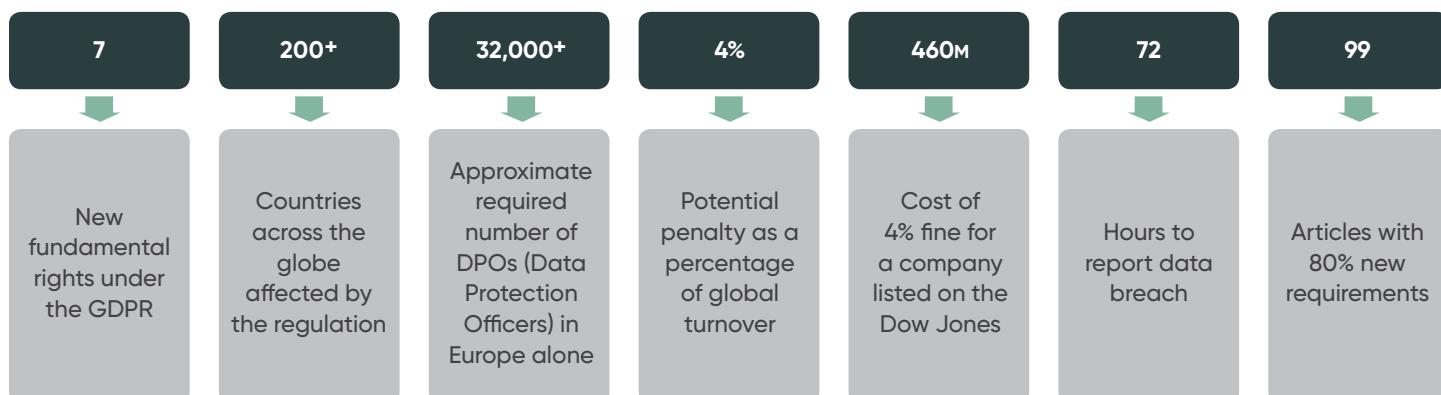 7
New
fundamental
rights under
the GDPR
200+
Countries
across the
globe
affected by
the regulation
32,000+
Approximate
required
number of
DPOs (Data
Protection
Officers) in
Europe alone
4%
Potential
penalty as a
percentage
of global
turnover
460M
Cost of
4% fine for
a company
listed on the
Dow Jones
72
Hours to
report data
breach
99
Articles with
80% new
requirements